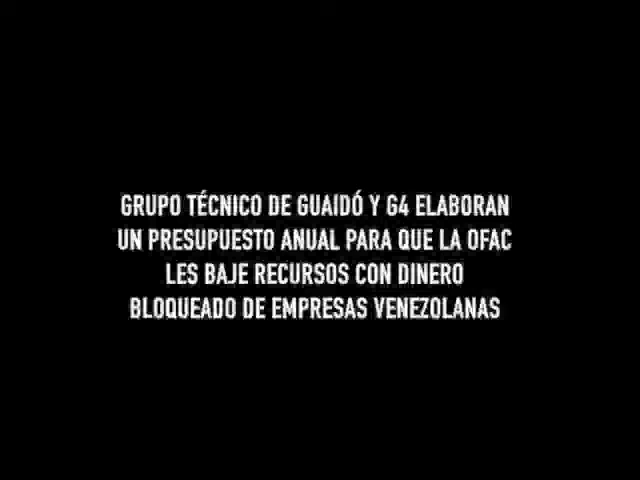 GRUPO TÉCNICO DE GUAIDÓ Y G4 ELABORAN
UN PRESUPUESTO ANUAL PARA QUE LA OFAC
LES BAJE RECURSOS CON DINERO
BLOQUEADO DE EMPRESAS VENEZOLANAS